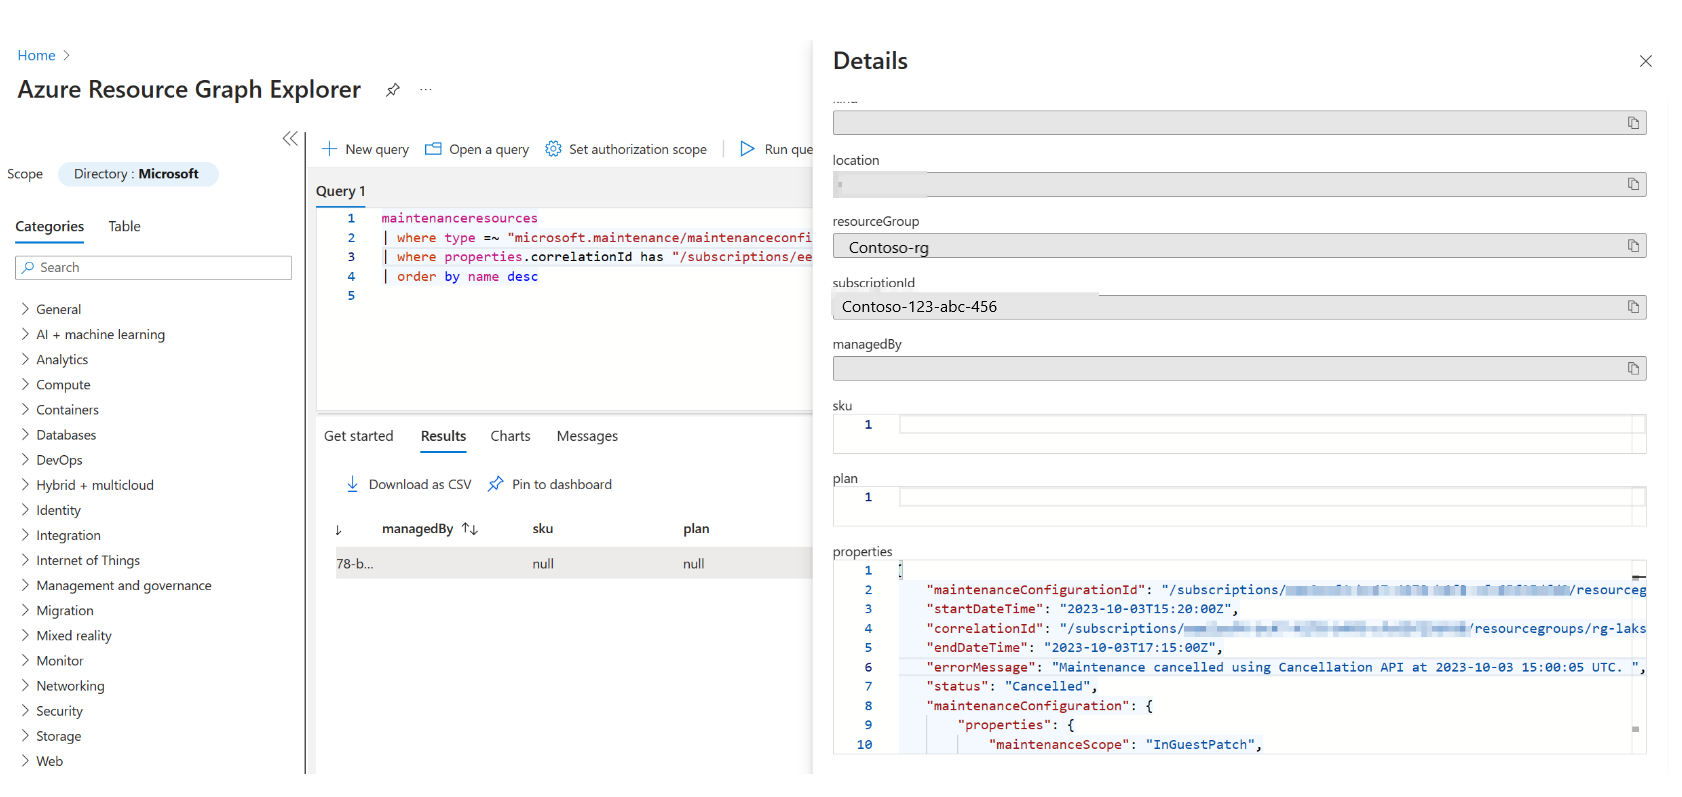 Home
Azure Resource Graph Explorer
Scope Directory : Microsoft
Categories Table
Search
General
AI + machine learning
Analytics
Compute
Containers
Databases
DevOps
Hybrid + multicloud
Identity
Integration
Internet of Things
Management and governance
Migration
Mixed reality
Monitor
Networking
Security
Storage
Web
New query Open a query Set authorization scope Run que
Query 1
1 maintenanceresources
2 | where type =~ "microsoft.maintenance/maintenanceconfi
3 | where properties.correlationId has "/subscriptions/ee
4 | order by name desc
5
Get started Results Charts Messages
Download as CSV Pin to dashboard
managedBy sku plan
78-b... null null
Details
location
resourceGroup
Contoso-rg
subscriptionId
Contoso-123-abc-456
managedBy
sku
1
plan
1
properties
1 {
2 "maintenanceConfigurationId": "/subscriptions/ /resourceg
3 "startDateTime": "2023-10-03T15:20:00Z",
4 "correlationId": "/subscriptions/ /resourcegroups/rg-laks
5 "endDateTime": "2023-10-03T17:15:00Z",
6 "errorMessage": "Maintenance cancelled using Cancellation API at 2023-10-03 15:00:05 UTC. ",
7 "status": "Cancelled",
8 "maintenanceConfiguration": {
9 "properties": {
10 "maintenanceScope": "InGuestPatch",